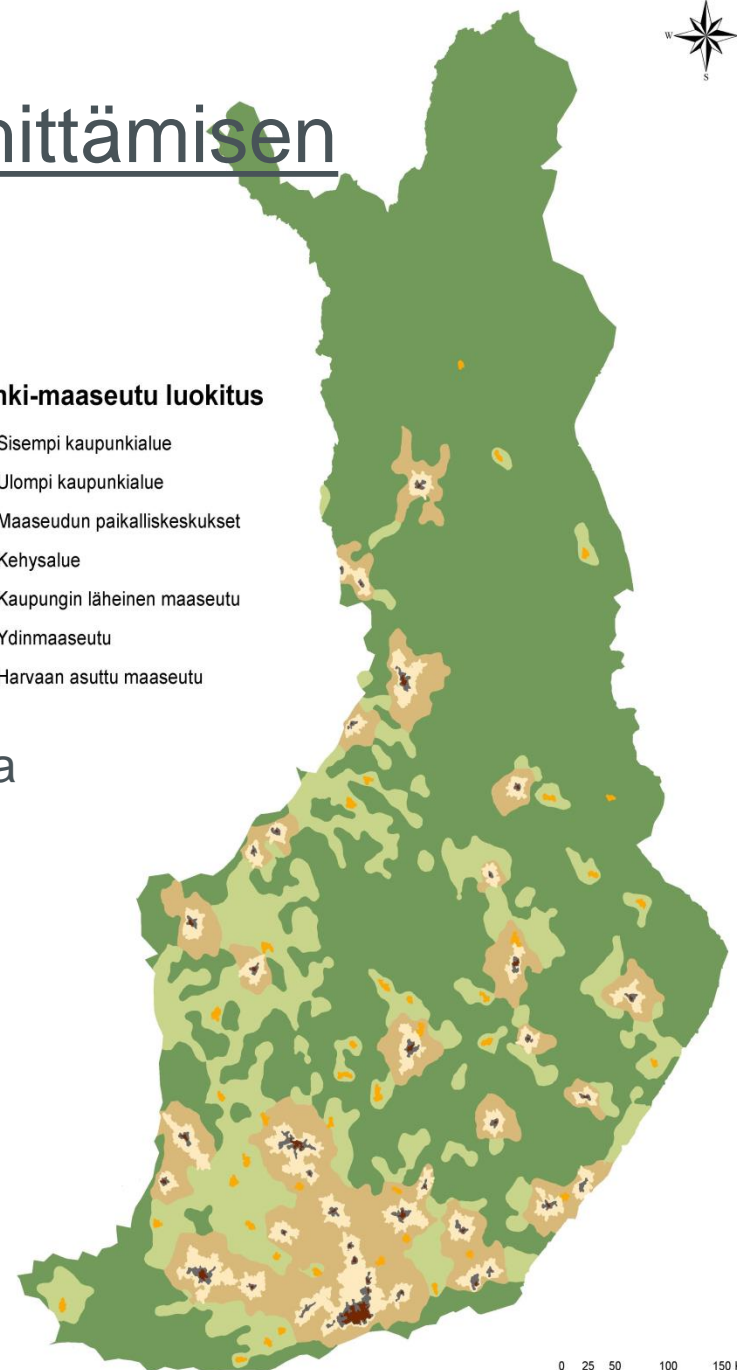 nittämisen
nki-maaseutu luokitus
Sisempi kaupunkialue
Ulompi kaupunkialue
Maaseudun paikalliskeskukset
Kehysalue
Kaupungin läheinen maaseutu
Ydinmaaseutu
Harvaan asuttu maaseutu
a
W
S
0 25 50 100 150